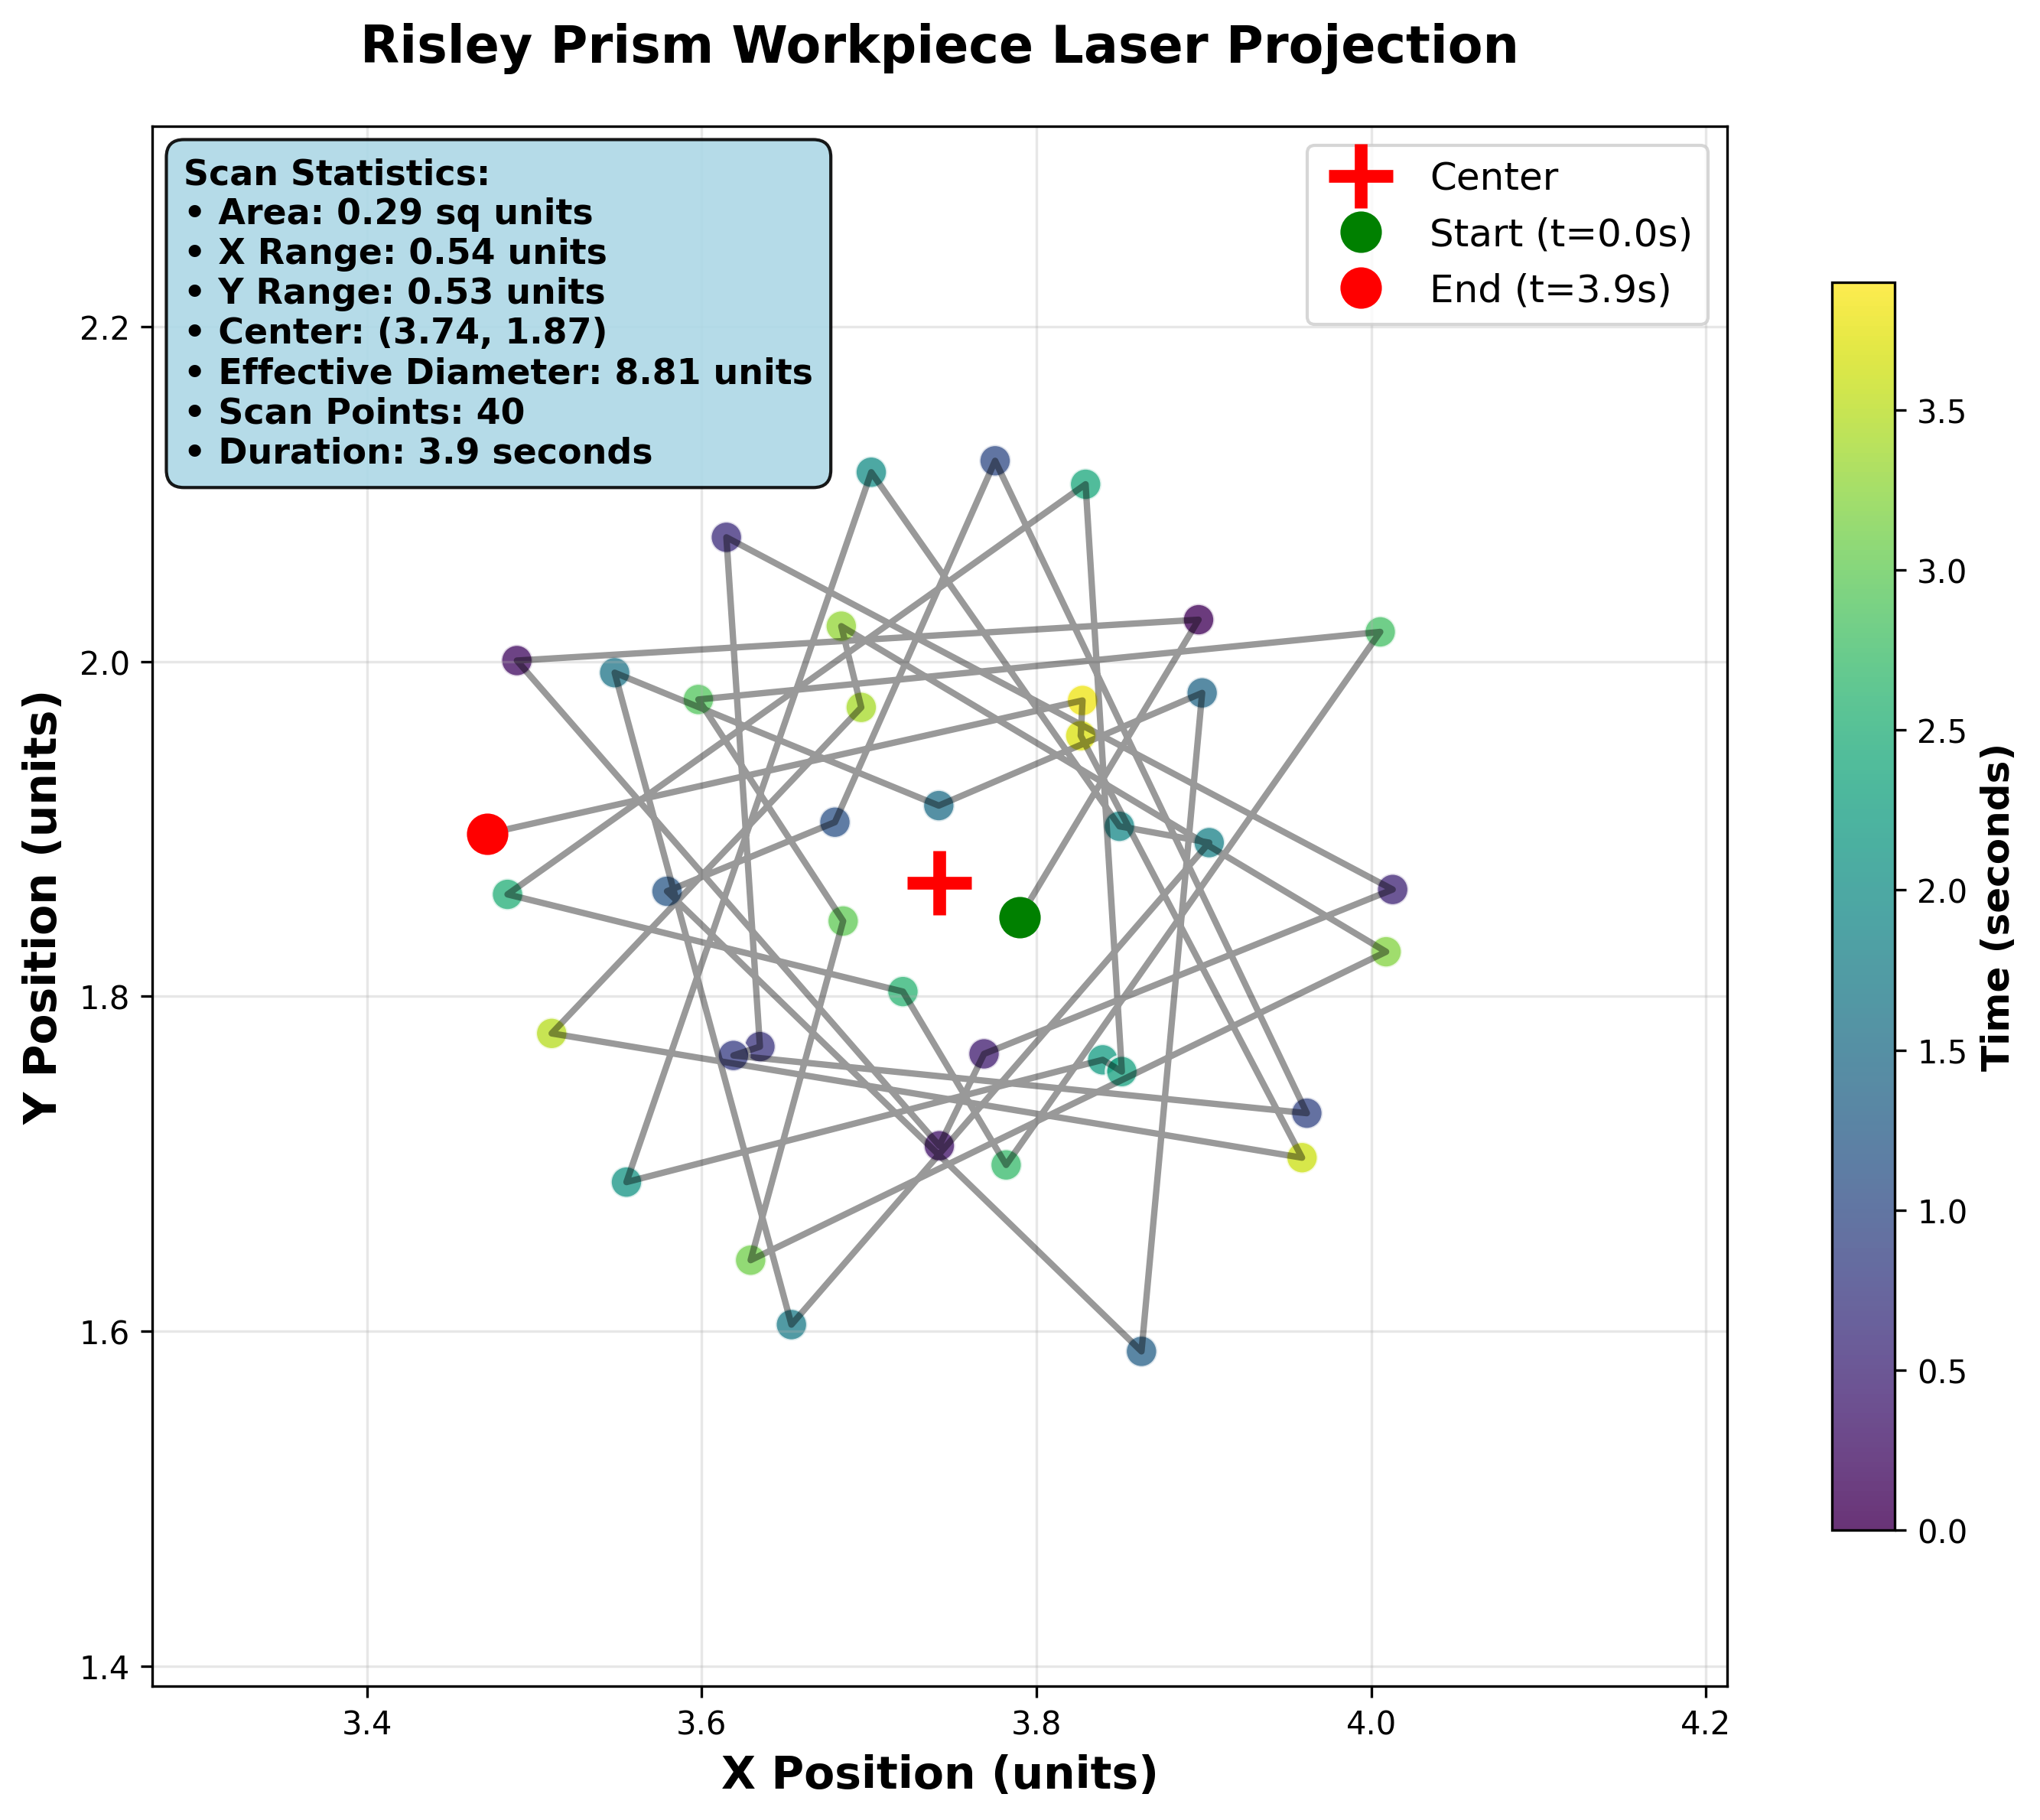 Risley Prism Workpiece Laser Projection
Scan Statistics:
• Area: 0.29 sq units
• X Range: 0.54 units
• Y Range: 0.53 units
• Center: (3.74, 1.87)
• Effective Diameter: 8.81 units
• Scan Points: 40
• Duration: 3.9 seconds
Center
Start (t=0.0s)
End (t=3.9s)
Y Position (units)
2.2
2.0
1.8
1.6
1.4
3.4
3.6
3.8
4.0
4.2
X Position (units)
3.5
3.0
2.5
2.0
1.5
1.0
0.5
0.0
Time (seconds)